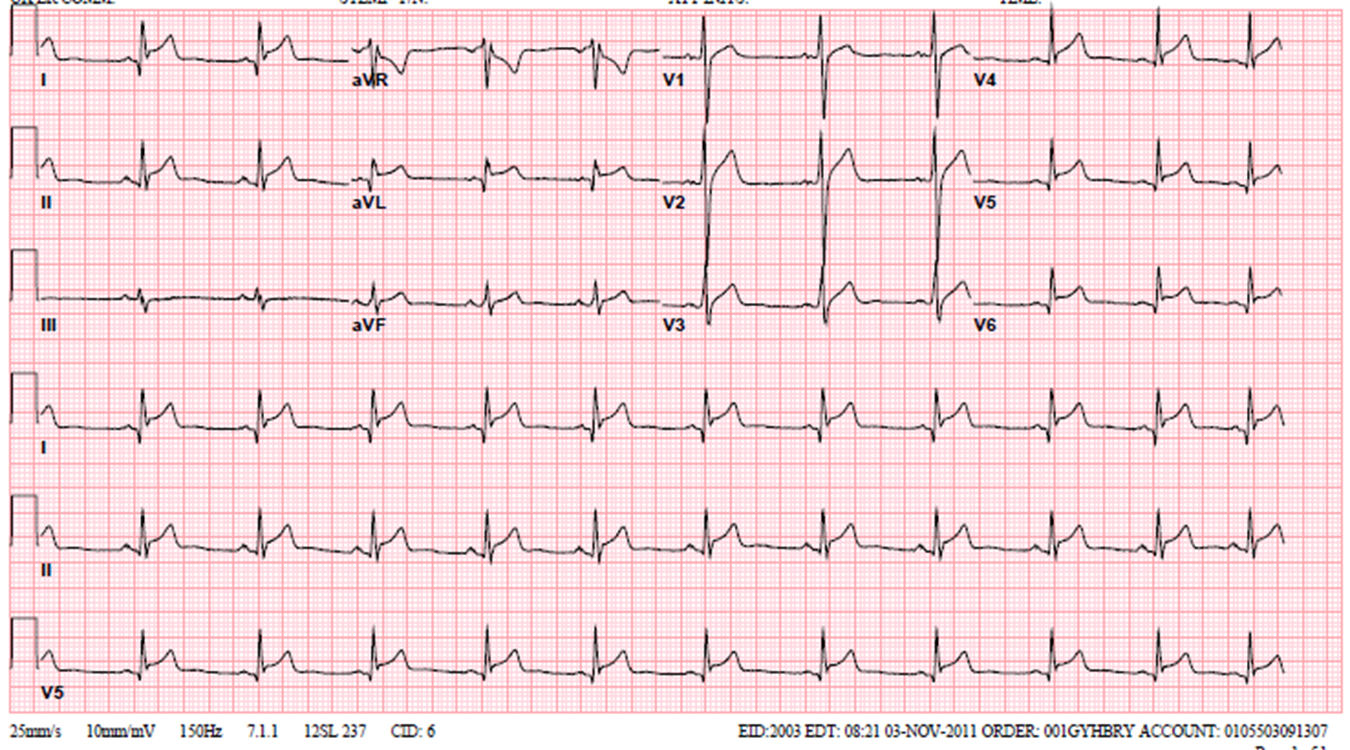 I aVR V1 V4
II aVL V2 V5
III aVF V3 V6
I
II
V5
25mm/s 10mm/mV 150Hz 7.1.1 12SL 237 CID: 6 EID:2003 EDT: 08:21 03-NOV-2011 ORDER: 001GYHBRY ACCOUNT: 0105503091307